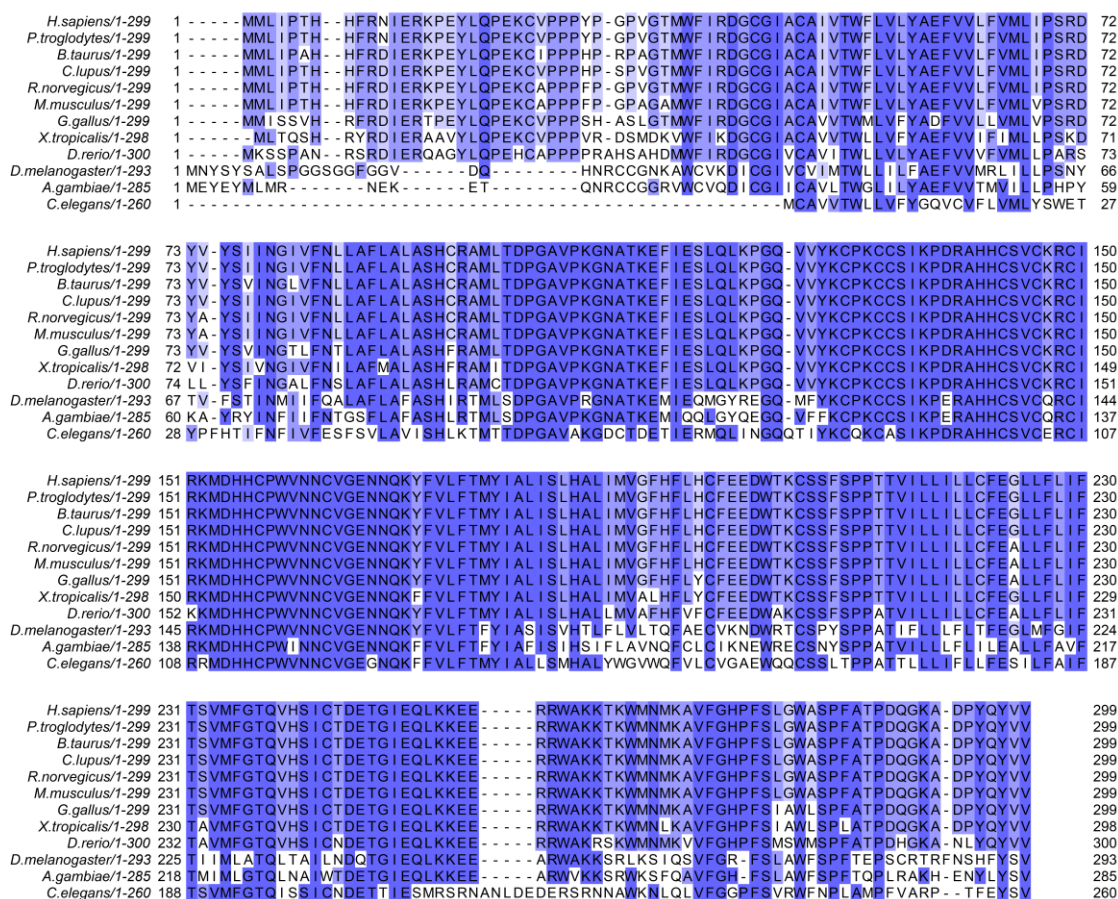 H.sapiens/1-299 1 -----MMLIPTH-HFRNIERKPEYLQPEKCVPPPYP-GPVGTMWFIRDGCGIACAIVTWFLVLYAEFVVLFVMLIPSRD 72
P.troglodytes/1-299 1 -----MMLIPTH-HFRNIERKPEYLQPEKCVPPPYP-GPVGTMWFIRDGCGIACAIVTWFLVLYAEFVVLFVMLIPSRD 72
B.taurus/1-299 1 -----MMLIPAH-HFRDIERKPEYLQPEKCIPPPHP-RPAGTMWFIRDGCGIACAIVTWFLVLYAEFVVLFVMLIPSRD 72
C.lupus/1-299 1 -----MMLIPTH-HFRDIERKPEYLQPEKCVPPPHP-SPVGTMWFIRDGCGIACAIVTWFLVLYAEFVVLFVMLIPSRD 72
R.norvegicus/1-299 1 -----MMLIPTH-HFRDIERKPEYLQPEKCAPPPFP-GPVGTMWFIRDGCGIACAIVTWFLVLYAEFVVLFVMLIPSRD 72
M.musculus/1-299 1 -----MMLIPTH-HFRDIERKPEYLQPEKCAPPPFP-GPAGAMWFIRDGCGIACAIVTWFLVLYAEFVVLFVMLVPSRD 72
G.gallus/1-299 1 -----MMISSVH-RFRDIERTPEYLQPEKCVPPPSH-ASLGTMWFIRDGCGIACAVVTWMLVFYADFVVLLVMLIPSRD 72
X.tropicalis/1-298 1 ------MLTQSH-RYRDIERAAVYLQPEKCVPPPVR-DSMDKVWFIKDGCGIACAVITWLLVFYAEFVVIFIMLLPSKD 71
D.rerio/1-300 1 -----MKSSPAN-RSRDIERQAGYLQPEHCAPPPPRAHSAHDMWFIRDGCGIVCAVITWLLVFYAEFVVVFVMLLPARS 73
D.melanogaster/1-293 1 MNYSYSALSPGGSGGFGGV------DQ-------HNRCCGNKAWCVKDICGIVCVIMTWLLILFAEFVVMRLILLPSNY 66
A.gambiae/1-285 1 MEYEYMLMR------NEK-------ET-------QNRCCGGRVWCVQDICGIICAVLTWGLILFAEFVVTMVILLPHPY 59
C.elegans/1-260 1 ----------------------------------------------------MCAVVTWLLVFYGQVCVFLVMLYSWET 27
H.sapiens/1-299 73 YV-YSIINGIVFNLLAFLALASHCRAMLTDPGAVPKGNATKEFIESLQLKPGQ-VVYKCPKCCSIKPDRAHHCSVCKRCI 150
P.troglodytes/1-299 73 YV-YSIINGIVFNLLAFLALASHCRAMLTDPGAVPKGNATKEFIESLQLKPGQ-VVYKCPKCCSIKPDRAHHCSVCKRCI 150
B.taurus/1-299 73 YV-YSVINGLVFNLLAFLALASHCRAMLTDPGAVPKGNATKEFIESLQLKPGQ-VVYKCPKCCSIKPDRAHHCSVCKRCI 150
C.lupus/1-299 73 YV-YSIINGIVFNLLAFLALASHCRAMLTDPGAVPKGNATKEFIESLQLKPGQ-VVYKCPKCCSIKPDRAHHCSVCKRCI 150
R.norvegicus/1-299 73 YA-YSIINGIVFNLLAFLALASHCRAMLTDPGAVPKGNATKEFIESLQLKPGQ-VVYKCPKCCSIKPDRAHHCSVCKRCI 150
M.musculus/1-299 73 YA-YSIINGIVFNLLAFLALASHCRAMLTDPGAVPKGNATKEFIESLQLKPGQ-VVYKCPKCCSIKPDRAHHCSVCKRCI 150
G.gallus/1-299 73 YV-YSVINGTLFNTLAFLALASHFRAMLTDPGAVPKGNATKEFIESLQLKPGQ-VVYKCPKCCSIKPDRAHHCSVCKRCI 150
X.tropicalis/1-298 72 VI-YSIVNGIVFNLLAFLMALASHLRAMITDPGAVPKGNATKEFIESLQLKPGQ-VVYKCPKCCSIKPDRAHHCSVCKRCI 149
D.rerio/1-300 74 LL-YSFINGALFNSLAFLALASHLRAMCTDPGAVPKGNATKEFIESLQLKPGQ-VVYKCPKCCSIKPDRAHHCSVCKRCI 151
D.melanogaster/1-293 67 TV-FSTINMIIFQALAFLAFASHIRTMLSDPGAVPRGNATKEMIEQMGYREGQ-MFYKCPKCCSIKPERAHHCSVCQRCI 144
A.gambiae/1-285 60 KA-YRYINFIIFNTGSFLAFASHLRTMLSDPGAVPKGNATKEMIQQLGYQEGQ-VFFKCPKCCSIKPDRAHHCSVCQRCI 137
C.elegans/1-260 28 YPFHTIFNFIVFESFSVLAVISHLKTMTTDPGAVAKGDCTDETIERMQLINGQQTIYKCQKCASIKPDRAHHCSVCERCI 107
H.sapiens/1-299 151 RKMDHHCPWVNNCVGENNQKYFVLFTMYIALISLHALIMVGFHFLHCFEEDWTKCSSFSPPTTVILLILLCFEGLLFLIF 230
P.troglodytes/1-299 151 RKMDHHCPWVNNCVGENNQKYFVLFTMYIALISLHALIMVGFHFLHCFEEDWTKCSSFSPPTTVILLILLCFEGLLFLIF 230
B.taurus/1-299 151 RKMDHHCPWVNNCVGENNQKYFVLFTMYIALISLHALIMVGFHFLHCFEEDWTKCSSFSPPTTVILLILLCFEGLLFLIF 230
C.lupus/1-299 151 RKMDHHCPWVNNCVGENNQKYFVLFTMYIALISLHALIMVGFHFLHCFEEDWTKCSSFSPPTTVILLILLCFEGLLFLIF 230
R.norvegicus/1-299 151 RKMDHHCPWVNNCVGENNQKYFVLFTMYIALISLHALIMVGFHFLHCFEEDWTKCSSFSPPTTVILLILLCFEALLFLIF 230
M.musculus/1-299 151 RKMDHHCPWVNNCVGENNQKYFVLFTMYIALISLHALIMVGFHFLHCFEEDWTKCSSFSPPTTVILLILLCFEALLFLIF 230
G.gallus/1-299 151 RKMDHHCPWVNNCVGENNQKYFVLFTMYIALISLHALIMVGFHFLYCFEEDWTKCSSFSPPTTVILLILLCFEALLFLIF 230
X.tropicalis/1-298 150 RKMDHHCPWVNNCVGENNQKFFVLFTMYIALISLHALIMVALHFLYCFEEDWTKCSSFSPPTTVILLILLCFEGLLFLIF 229
D.rerio/1-300 152 KKMDHHCPWVNNCVGENNQKYFVLFTMYIALISLHALLMVAFHFVFCFEEDWAKCSSFSPPATVILLILLCFEALLFLIF 231
D.melanogaster/1-293 145 RKMDHHCPWVNNCVGENNQKYFVLFTFYIASISVHTLFLVLTQFAECVKNDWRTCSPYSPPATIFLLLFLTFEGLMFGIF 224
A.gambiae/1-285 138 RKMDHHCPWINNCVGENNQKFFVLFTFYIAFISIHSIFLAVNQFCLCIKNEWRECSNYSPPATVILLLFLILEALLFAVF 217
C.elegans/1-260 108 RRMDHHCPWVNNCVGEGNQKFFVLFTMYIALLSMHALYWGVWQFVLCVGAEWQQCSSLTPPATTLLLIFLLFESILFAIF 187
H.sapiens/1-299 231 TSVMFGTQVHSICTDETGIEQLKKEE-----RRWAKKTKWMNMKAVFGHPFSLGWASPFATPDQGKA-DPYQYVV 299
P.troglodytes/1-299 231 TSVMFGTQVHSICTDETGIEQLKKEE-----RRWAKKTKWMNMKAVFGHPFSLGWASPFATPDQGKA-DPYQYVV 299
B.taurus/1-299 231 TSVMFGTQVHSICTDETGIEQLKKEE-----RRWAKKTKWMNMKAVFGHPFSLGWASPFATPDQGKA-DPYQYVV 299
C.lupus/1-299 231 TSVMFGTQVHSICTDETGIEQLKKEE-----RRWAKKTKWMNMKAVFGHPFSLGWASPFATPDQGKA-DPYQYVV 299
R.norvegicus/1-299 231 TSVMFGTQVHSICTDETGIEQLKKEE-----RRWAKKTKWMNMKAVFGHPFSLGWASPFATPDQGKA-DPYQYVV 299
M.musculus/1-299 231 TSVMFGTQVHSICTDETGIEQLKKEE-----RRWAKKTKWMNMKAVFGHPFSLGWASPFATPDQGKA-DPYQYVV 299
G.gallus/1-299 231 TSVMFGTQVHSICTDETGIEQLKKEE-----RRWAKKTKWMNMKVVFGHPFSIAWLSPFATPDQGKA-DPYQYVV 299
X.tropicalis/1-298 230 TAVMFGTQVHSICTDETGIEQLKKEE-----RRWAKKTKWMNLKAVFGHPFSIAWLSPLATPDQGKA-DPYQYVV 298
D.rerio/1-300 232 TAVMFGTQVHSICNDETGIEQLKKEE-----RRWAKRSKWMNMKVVFGHPFSMSWMSPFATPDHGKA-NLYQYVV 300
D.melanogaster/1-293 225 TIIMLATQLTAILNDQTGIEQLKKEE-----ARWAKKSRLKSIQSVFGR-FSLAWFSPFTEPSCRTRFNSHFYSV 293
A.gambiae/1-285 218 TMIMLGTQLNAIWTDETGIEQLKKEE-----ARWVKKSRWKSFQAVFGH-FSLAWFSPFTQPLRAKH-ENYLYSV 285
C.elegans/1-260 188 TSVMFGTQISSICNDETTIESMRSRNANLDEDERSRNNAWKNLQLVFGGPFSVRWFNPLAMPFVARP--TFEYSV 260